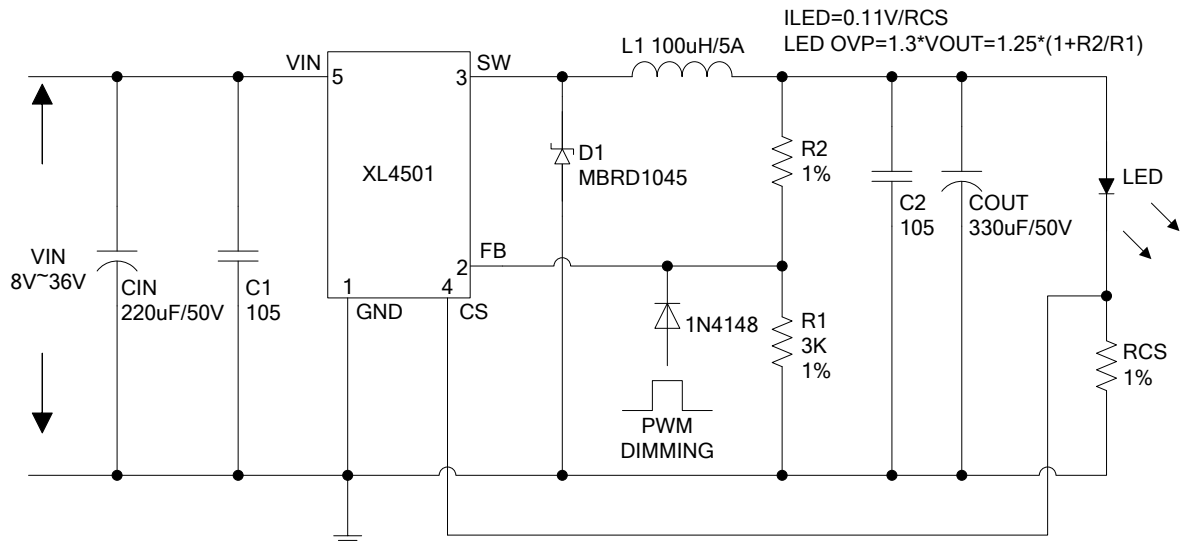 ILED=0.11V/RCS
LED OVP=1.3*VOUT=1.25*(1+R2/R1)
L1 100uH/5A
VIN
5
3
SW
XL4501
D1
MBRD1045
R2
1%
C2
105
COUT
330uF/50V
LED
VIN
8V~36V
CIN
220uF/50V
C1
105
1
GND
2
FB
4
CS
1N4148
R1
3K
1%
RCS
1%
PWM
DIMMING